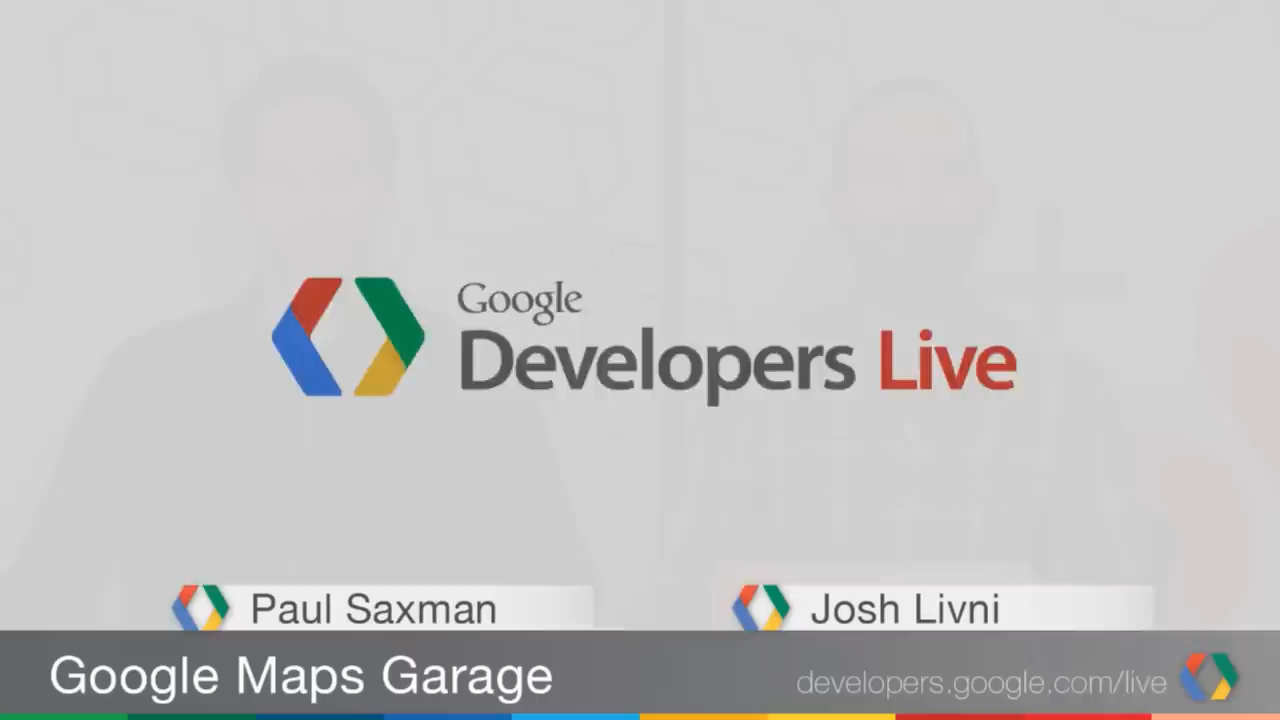 Google
Developers Live
Paul Saxman
Josh Livni
Google Maps Garage
developers.google.com/live